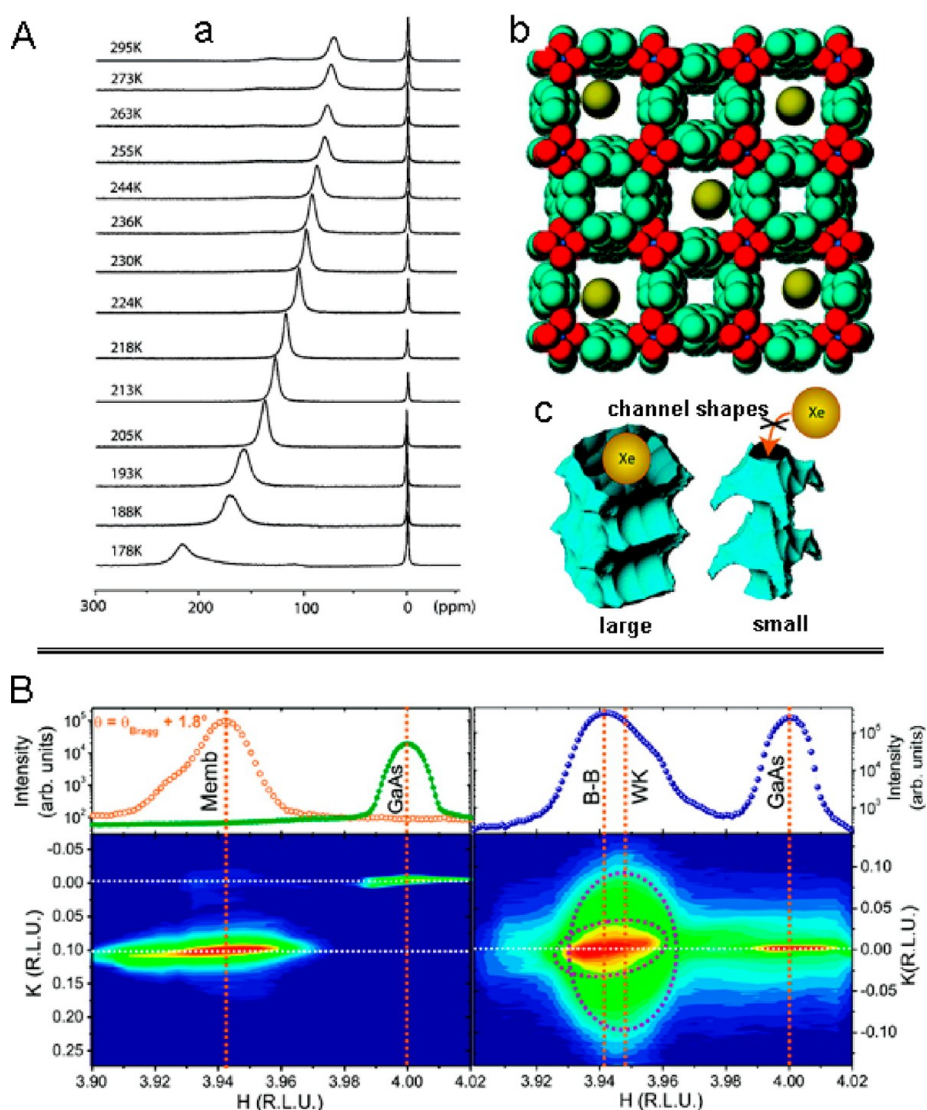 A
a
295K
273K
263K
255K
244K
236K
230K
224K
218K
213K
205K
193K
188K
178K
300
200
100
0
(ppm)
b
c
channel shapes
Xe
Xe
large
small
B
θ = θ Bragg + 1.8°
Intensity
(arb. units)
10⁵
10⁴
10³
10²
Memb
GaAs
B-B
WK
GaAs
10⁵
10⁴
10³
Intensity
(arb. units)
K (R.L.U.)
-0.05
0.00
0.05
0.10
0.15
0.20
0.25
0.10
0.05
0.00
-0.05
-0.10
K(R.L.U.)
3.90
3.92
3.94
3.96
3.98
4.00
4.02
H (R.L.U.)
3.92
3.94
3.96
3.98
4.00
4.02
H (R.L.U.)